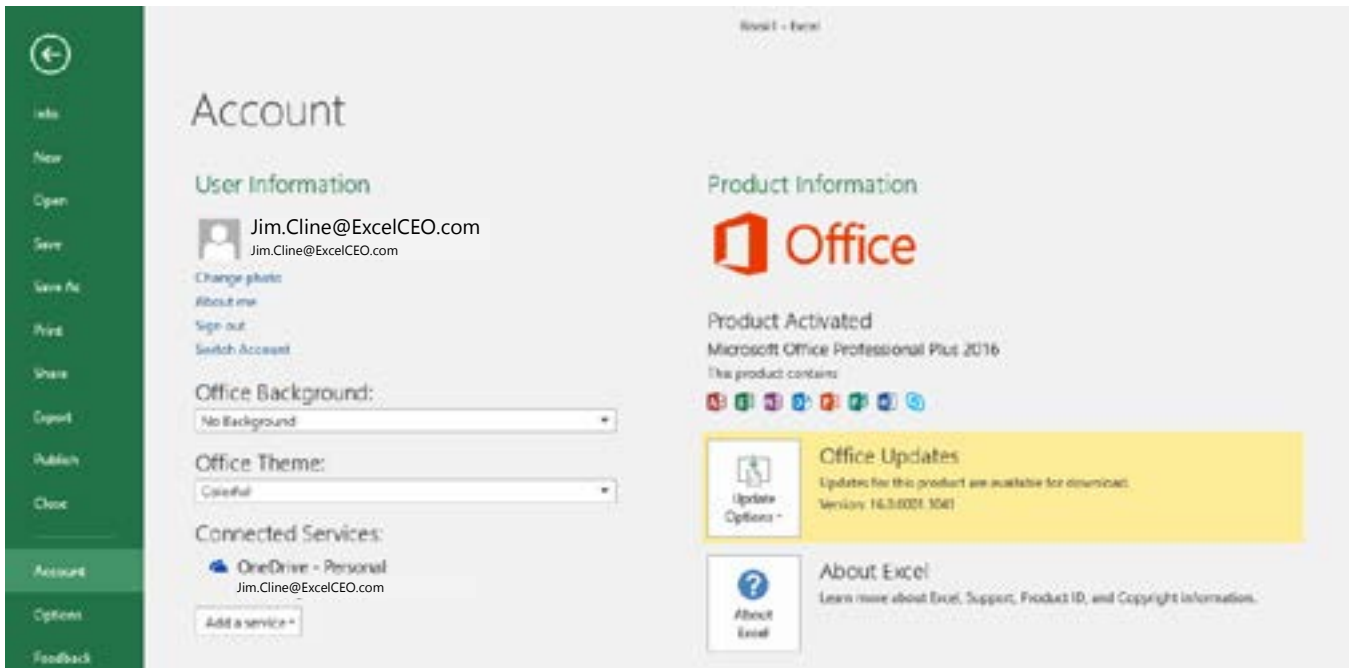 Book1 - Excel
Info
New
Open
Save
Save As
Print
Share
Export
Publish
Close
Account
Options
Feedback
Account
User Information
Jim.Cline@ExcelCEO.com
Jim.Cline@ExcelCEO.com
Change photo
About me
Sign out
Switch Account
Office Background:
No Background
Office Theme:
Colorful
Connected Services:
OneDrive - Personal
Jim.Cline@ExcelCEO.com
Add a service
Product Information
Office
Product Activated
Microsoft Office Professional Plus 2016
This product contains
Update
Options
Office Updates
Updates for this product are available for download.
Version:
About
Excel
About Excel
Learn more about Excel, Support, Product ID, and Copyright information.